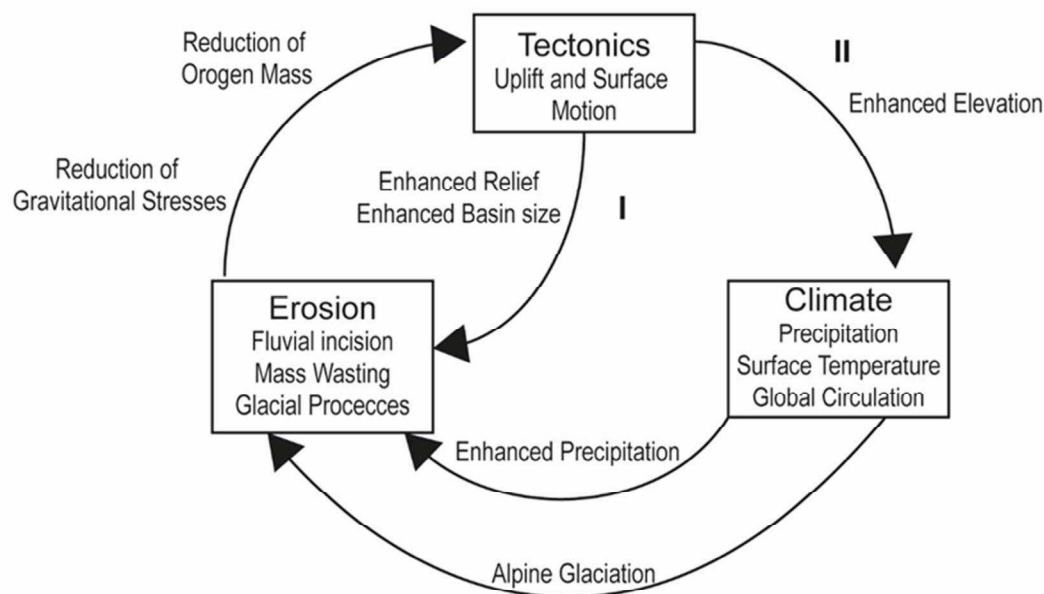 Reduction of
Orogen Mass
Tectonics
Uplift and Surface
Motion
II
Enhanced Elevation
Reduction of
Gravitational Stresses
Enhanced Relief
Enhanced Basin size
I
Erosion
Fluvial incision
Mass Wasting
Glacial Procecces
Climate
Precipitation
Surface Temperature
Global Circulation
Enhanced Precipitation
Alpine Glaciation